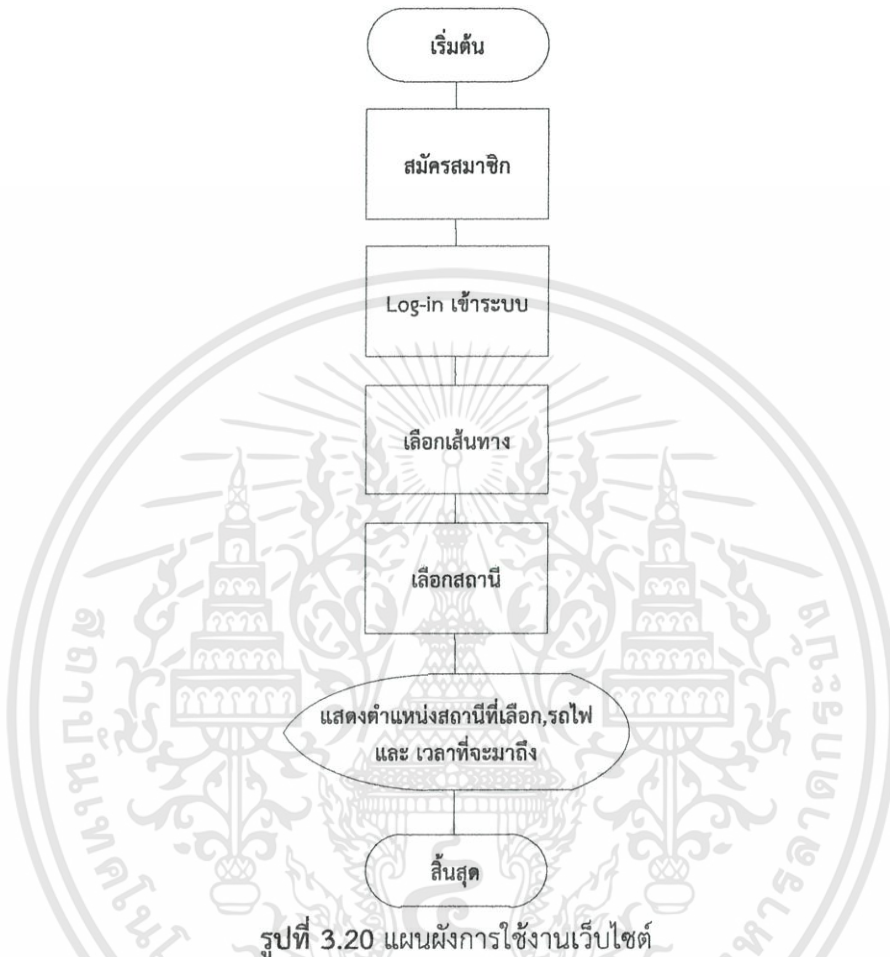 เริ่มต้น
สมัครสมาชิก
Log-in เข้าระบบ
เลือกเส้นทาง
เลือกสถานี
แสดงตำแหน่งสถานีที่เลือก,รถไฟ
และ เวลาที่จะมาถึง
สิ้นสุด
รูปที่ 3.20 แผนผังการใช้งานเว็บไซต์